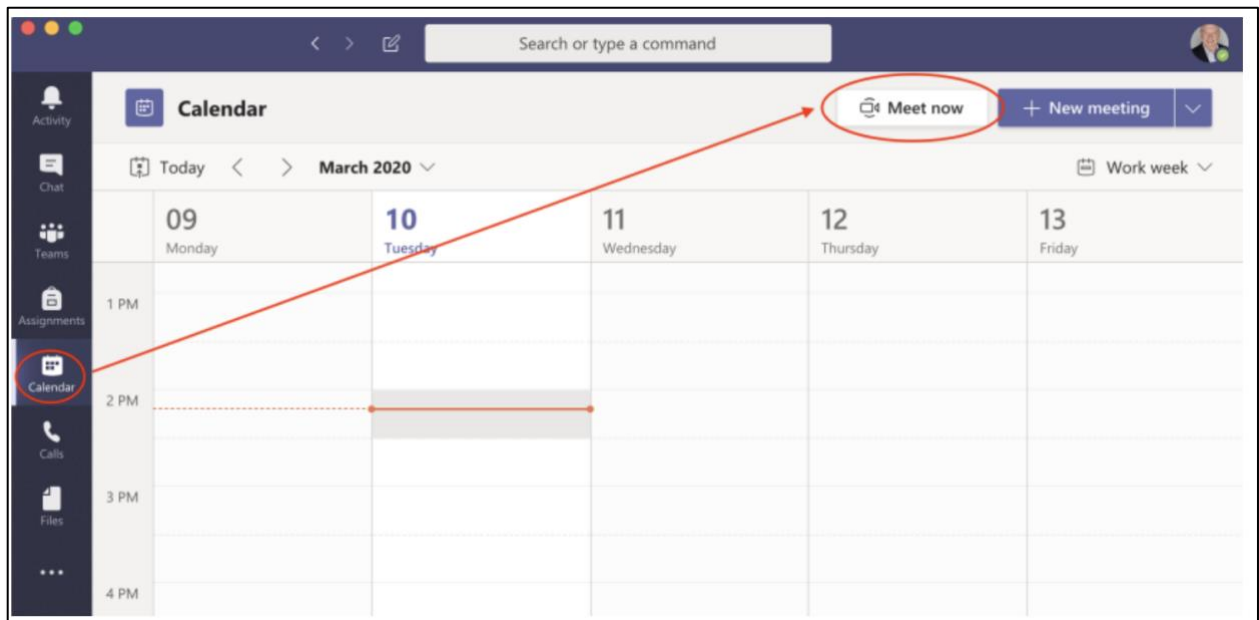 Search or type a command
Activity
Chat
Teams
Assignments
Calendar
Calls
Files
Calendar
Meet now
+ New meeting
Today < > March 2020
Work week
09
Monday
10
Tuesday
11
Wednesday
12
Thursday
13
Friday
1 PM
2 PM
3 PM
4 PM